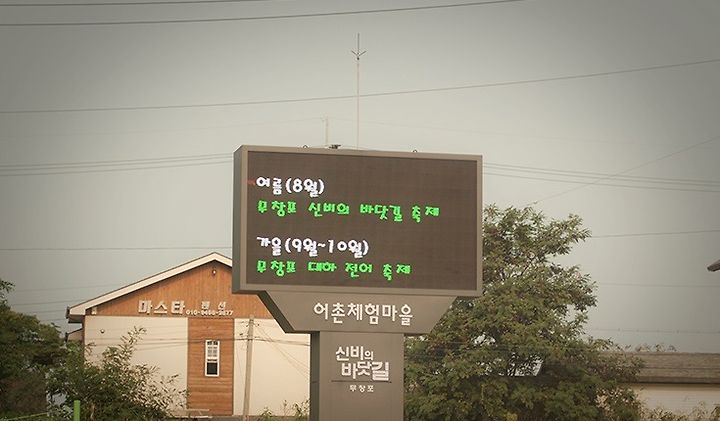 여름(8월)
무창포 신비의 바닷길 축제
가을(9월~10월)
무창포 대하 전어 축제
어촌체험마을
신비의
바닷길
무창포
마스타 펜션